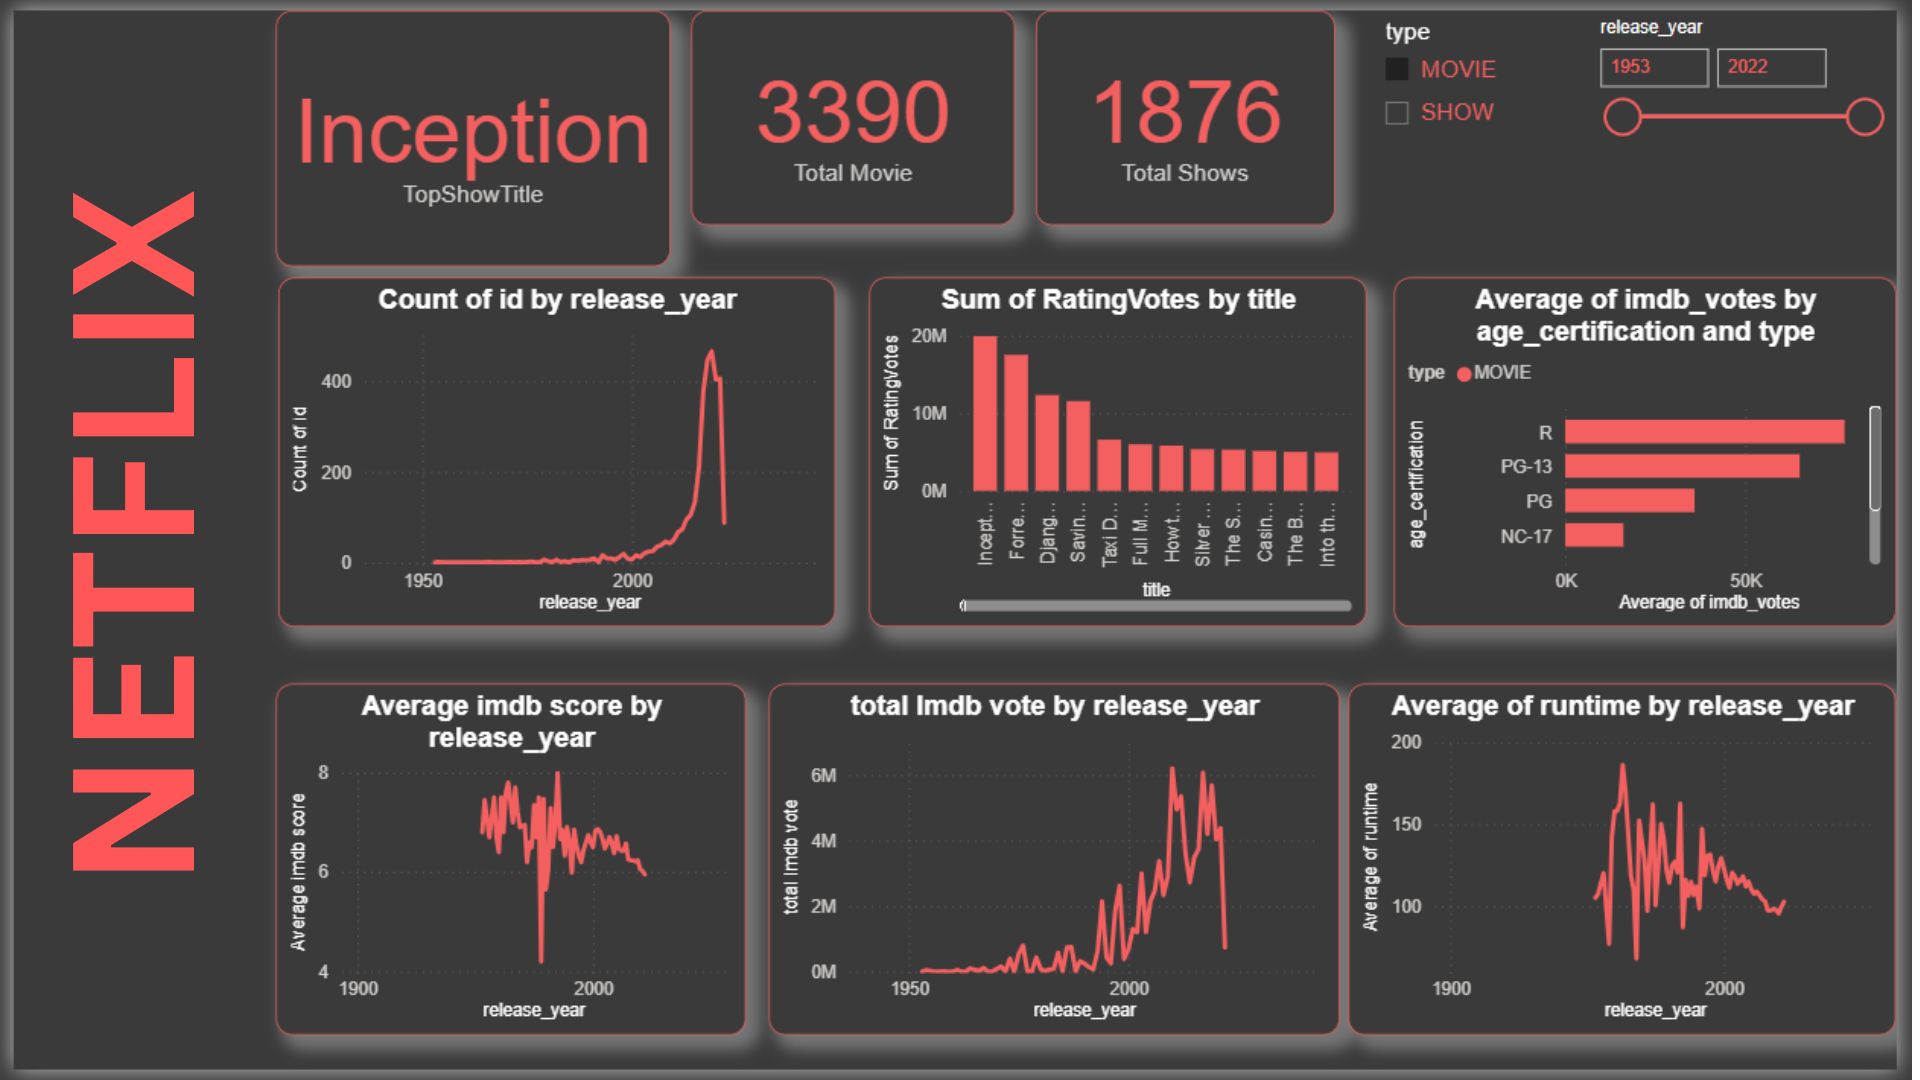 NETFLIX
Inception
TopShowTitle
3390
Total Movie
1876
Total Shows
type
MOVIE
SHOW
release_year
1953 2022
Count of id by release_year
Count of id
400
200
0
1950 2000
release_year
Sum of RatingVotes by title
Sum of RatingVotes
20M
10M
0M
Incept...
Forre...
Djang...
Savin...
Taxi D...
Full M...
How t...
Silver ...
The S...
Casin...
The B...
Into th...
title
Average of imdb_votes by
age_certification and type
type MOVIE
age_certification
R
PG-13
PG
NC-17
0K 50K
Average of imdb_votes
Average imdb score by
release_year
Average imdb score
8
6
4
1900 2000
release_year
total Imdb vote by release_year
total Imdb vote
6M
4M
2M
0M
1950 2000
release_year
Average of runtime by release_year
Average of runtime
200
150
100
1900 2000
release_year